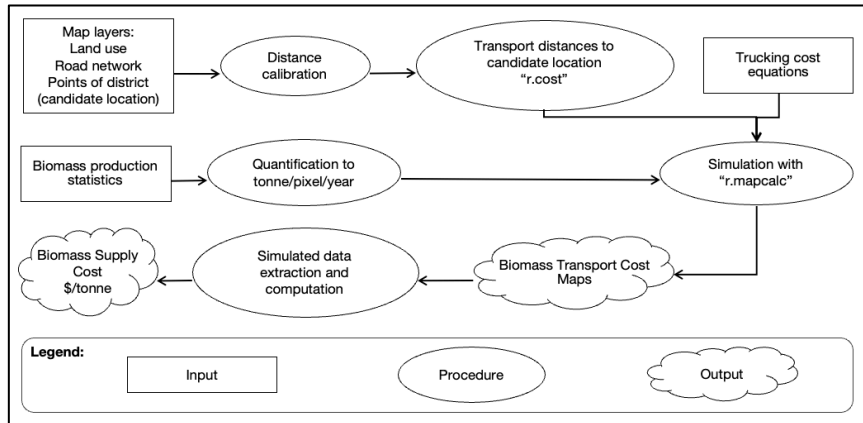 Map layers:
Land use
Road network
Points of district
(candidate location)
Distance
calibration
Transport distances to
candidate location
“r.cost”
Trucking cost
equations
Biomass production
statistics
Quantification to
tonne/pixel/year
Simulation with
“r.mapcalc”
Biomass Supply
Cost
$/tonne
Simulated data
extraction and
computation
Biomass Transport Cost
Maps
Legend:
Input
Procedure
Output